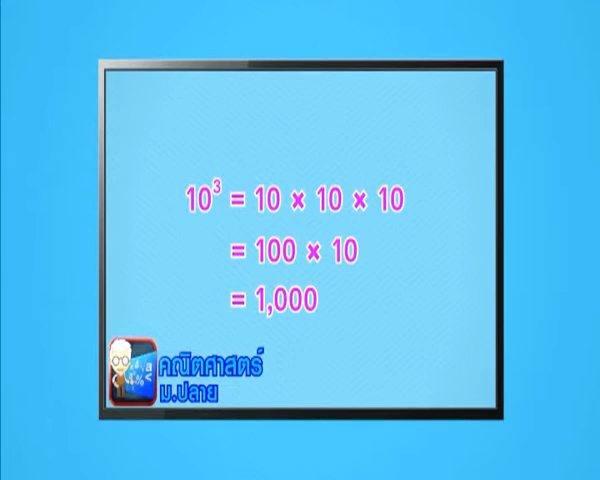 10³ = 10 × 10 × 10
= 100 × 10
= 1,000
คณิตศาสตร์
ม.ปลาย